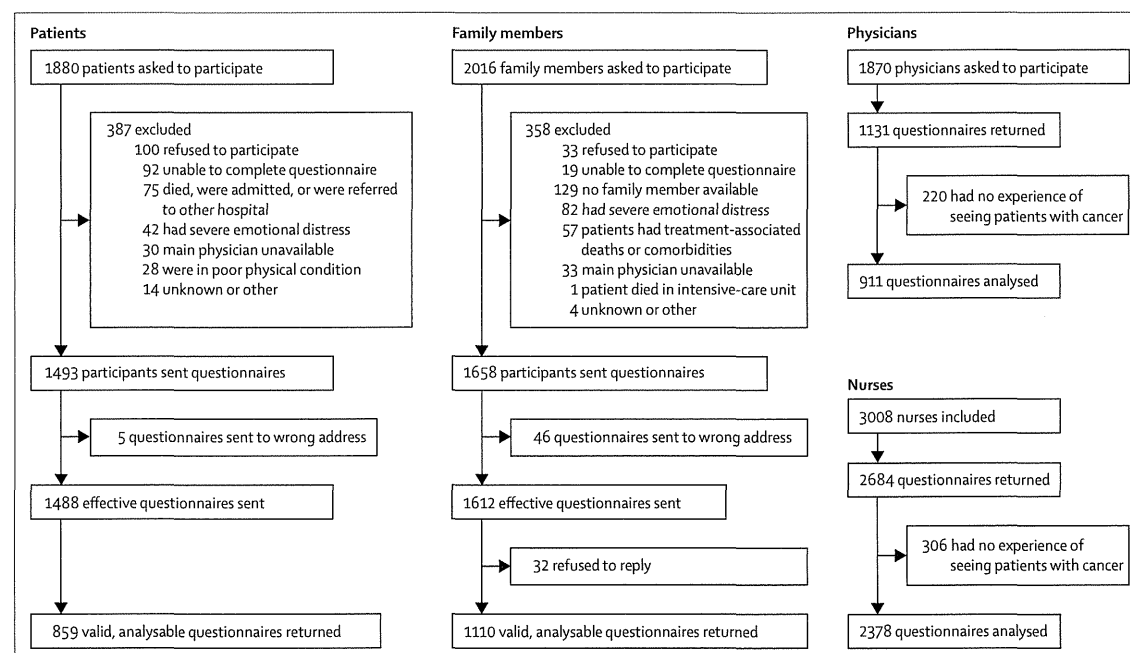 Patients
1880 patients asked to participate
387 excluded
100 refused to participate
92 unable to complete questionnaire
75 died, were admitted, or were referred
to other hospital
42 had severe emotional distress
30 main physician unavailable
28 were in poor physical condition
14 unknown or other
1493 participants sent questionnaires
5 questionnaires sent to wrong address
1488 effective questionnaires sent
859 valid, analysable questionnaires returned
Family members
2016 family members asked to participate
358 excluded
33 refused to participate
19 unable to complete questionnaire
129 no family member available
82 had severe emotional distress
57 patients had treatment-associated
deaths or comorbidities
33 main physician unavailable
1 patient died in intensive-care unit
4 unknown or other
1658 participants sent questionnaires
46 questionnaires sent to wrong address
1612 effective questionnaires sent
32 refused to reply
1110 valid, analysable questionnaires returned
Physicians
1870 physicians asked to participate
1131 questionnaires returned
220 had no experience of
seeing patients with cancer
911 questionnaires analysed
Nurses
3008 nurses included
2684 questionnaires returned
306 had no experience of
seeing patients with cancer
2378 questionnaires analysed